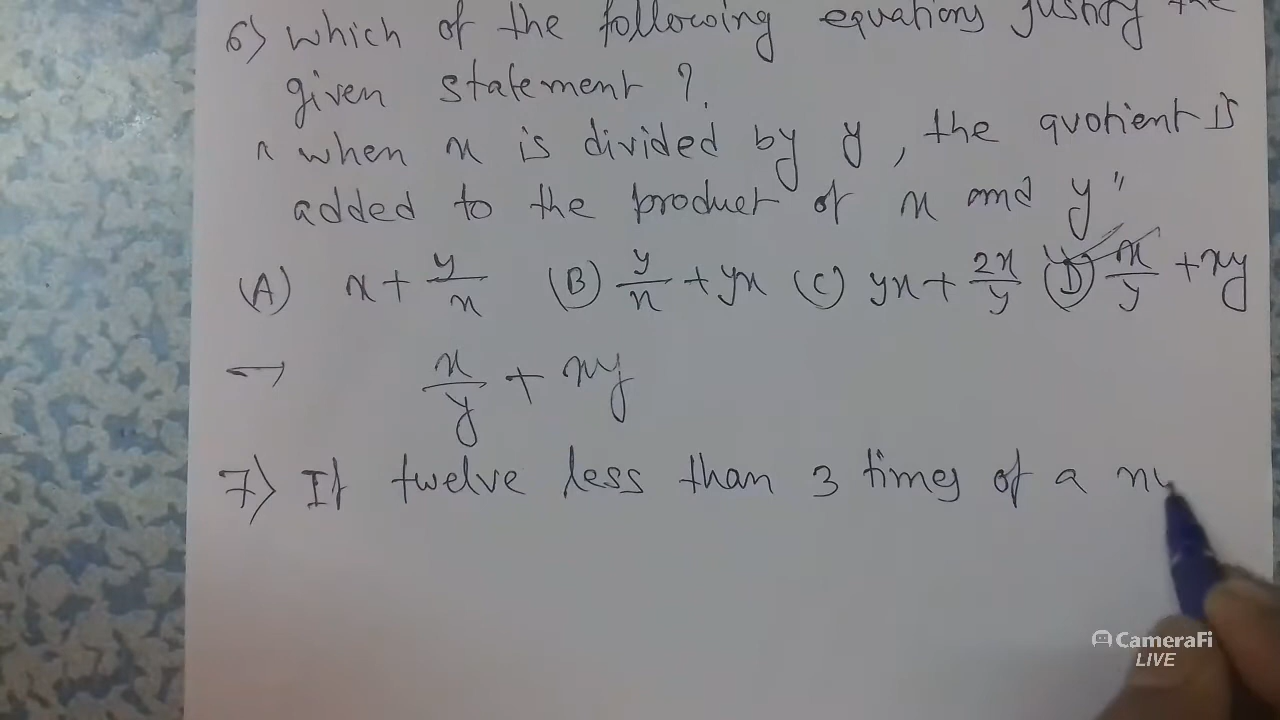 6) which of the following equations justify the
given statement ?
" when x is divided by y , the quotient is
added to the product of x and y "
(A) x + y/x (B) y/x + yx (C) yx + 2x/y (D) x/y + xy
→ x/y + xy
7) If twelve less than 3 times of a nu
CameraFi
LIVE